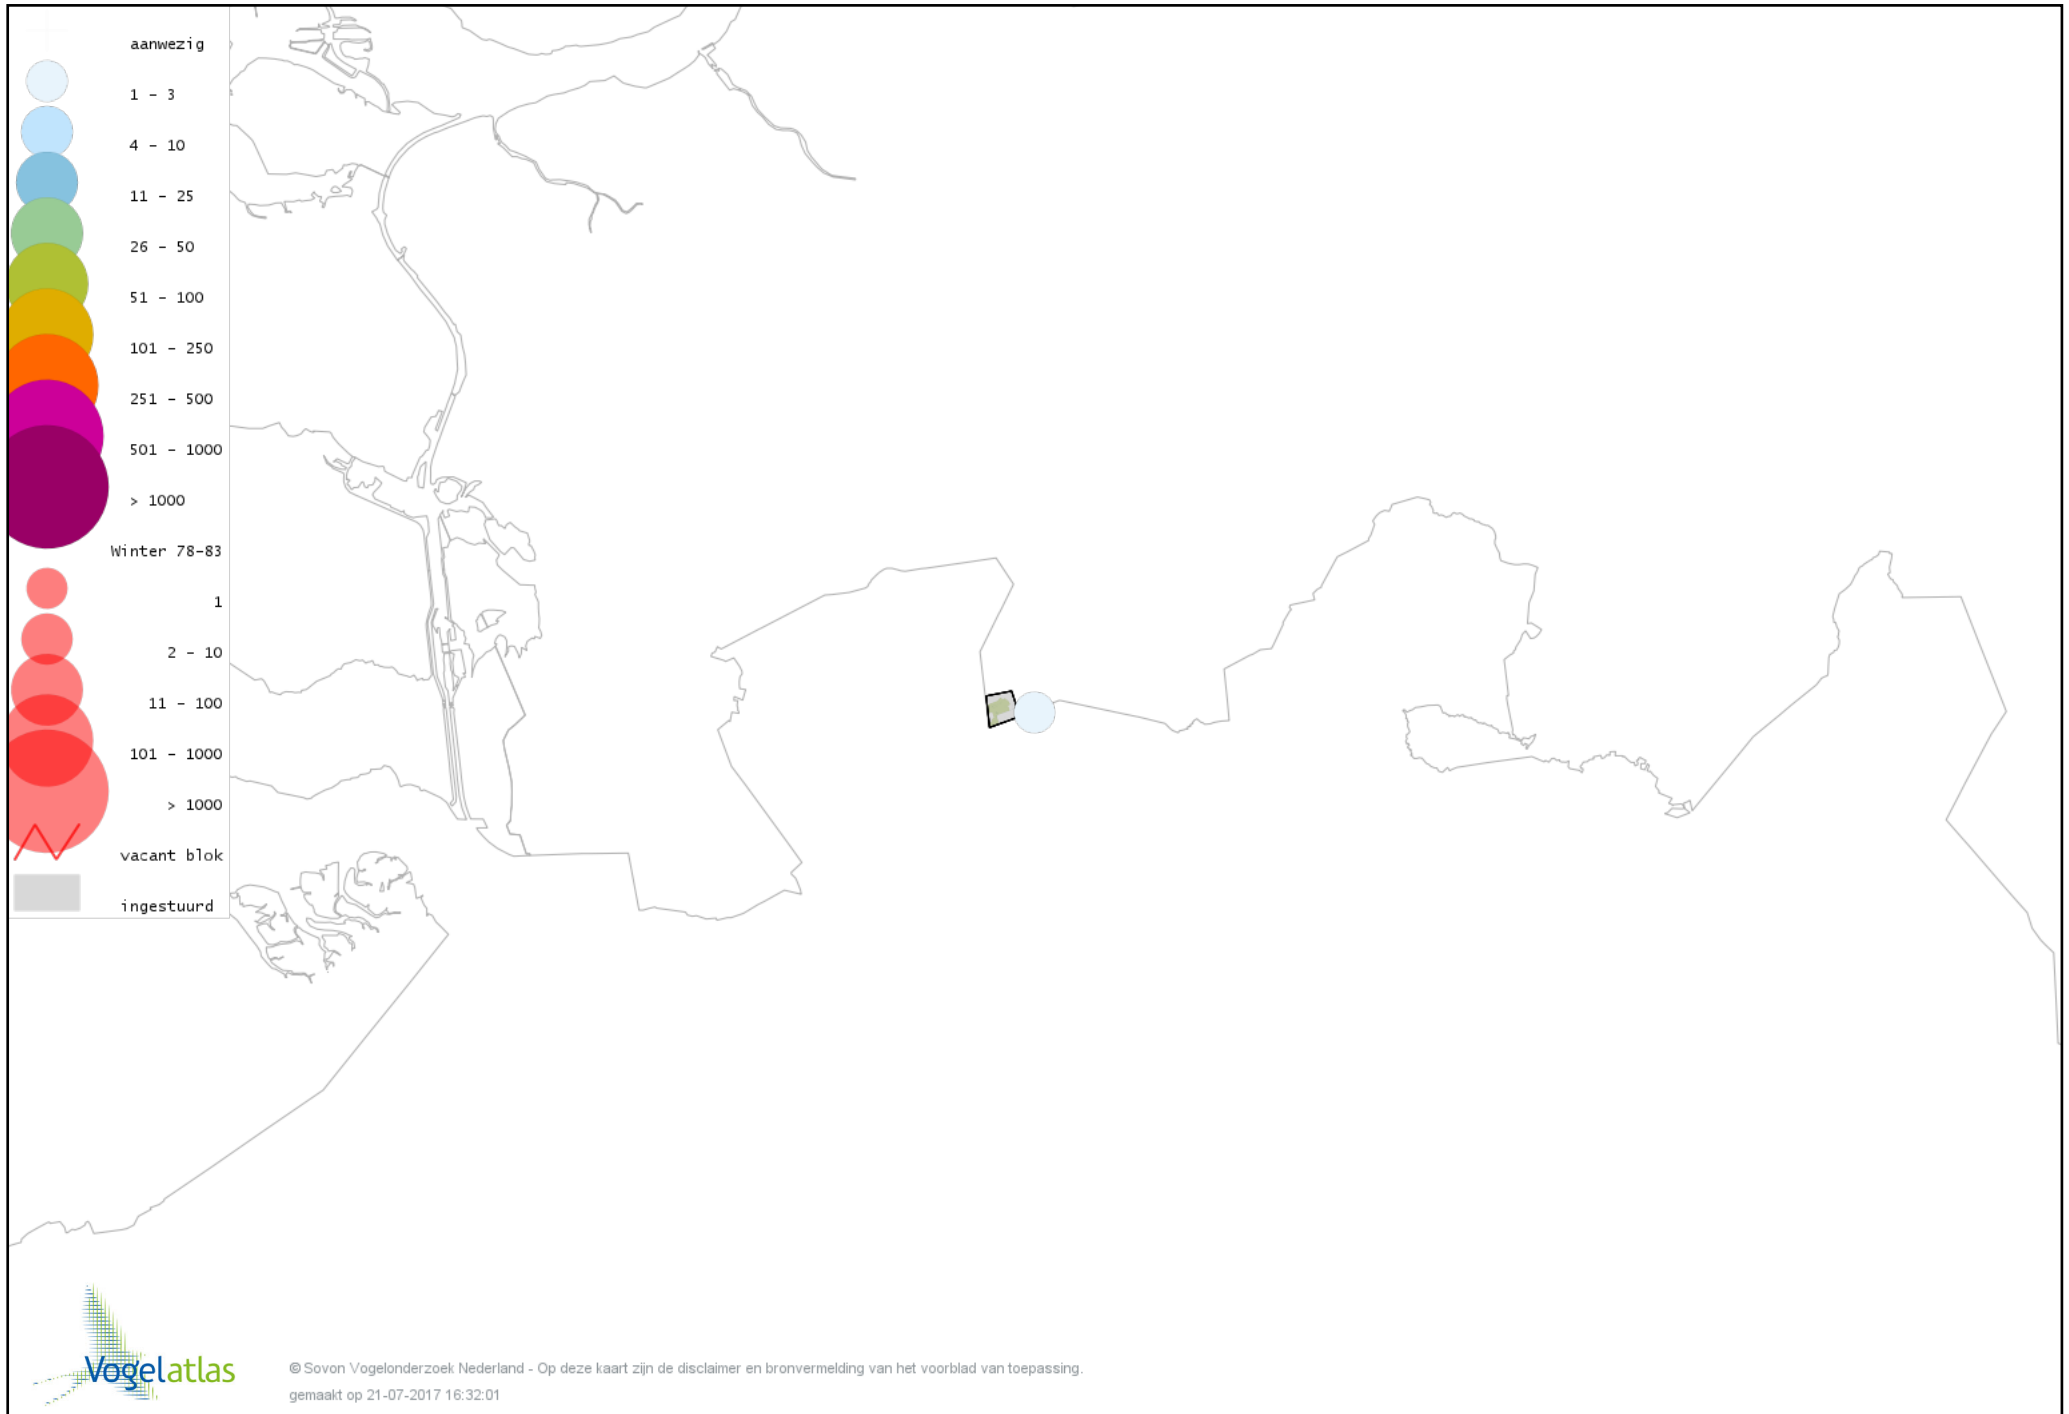 aanwezig
1 - 3
4 - 10
11 - 25
26 - 50
51 - 100
101 - 250
251 - 500
501 - 1000
> 1000
Winter 78-83
1
2 - 10
11 - 100
101 - 1000
> 1000
vacant blok
ingestuurd
Vogelatlas
© Sovon Vogelonderzoek Nederland - Op deze kaart zijn de disclaimer en bronvermelding van het voorblad van toepassing.
gemaakt op 21-07-2017 16:32:01